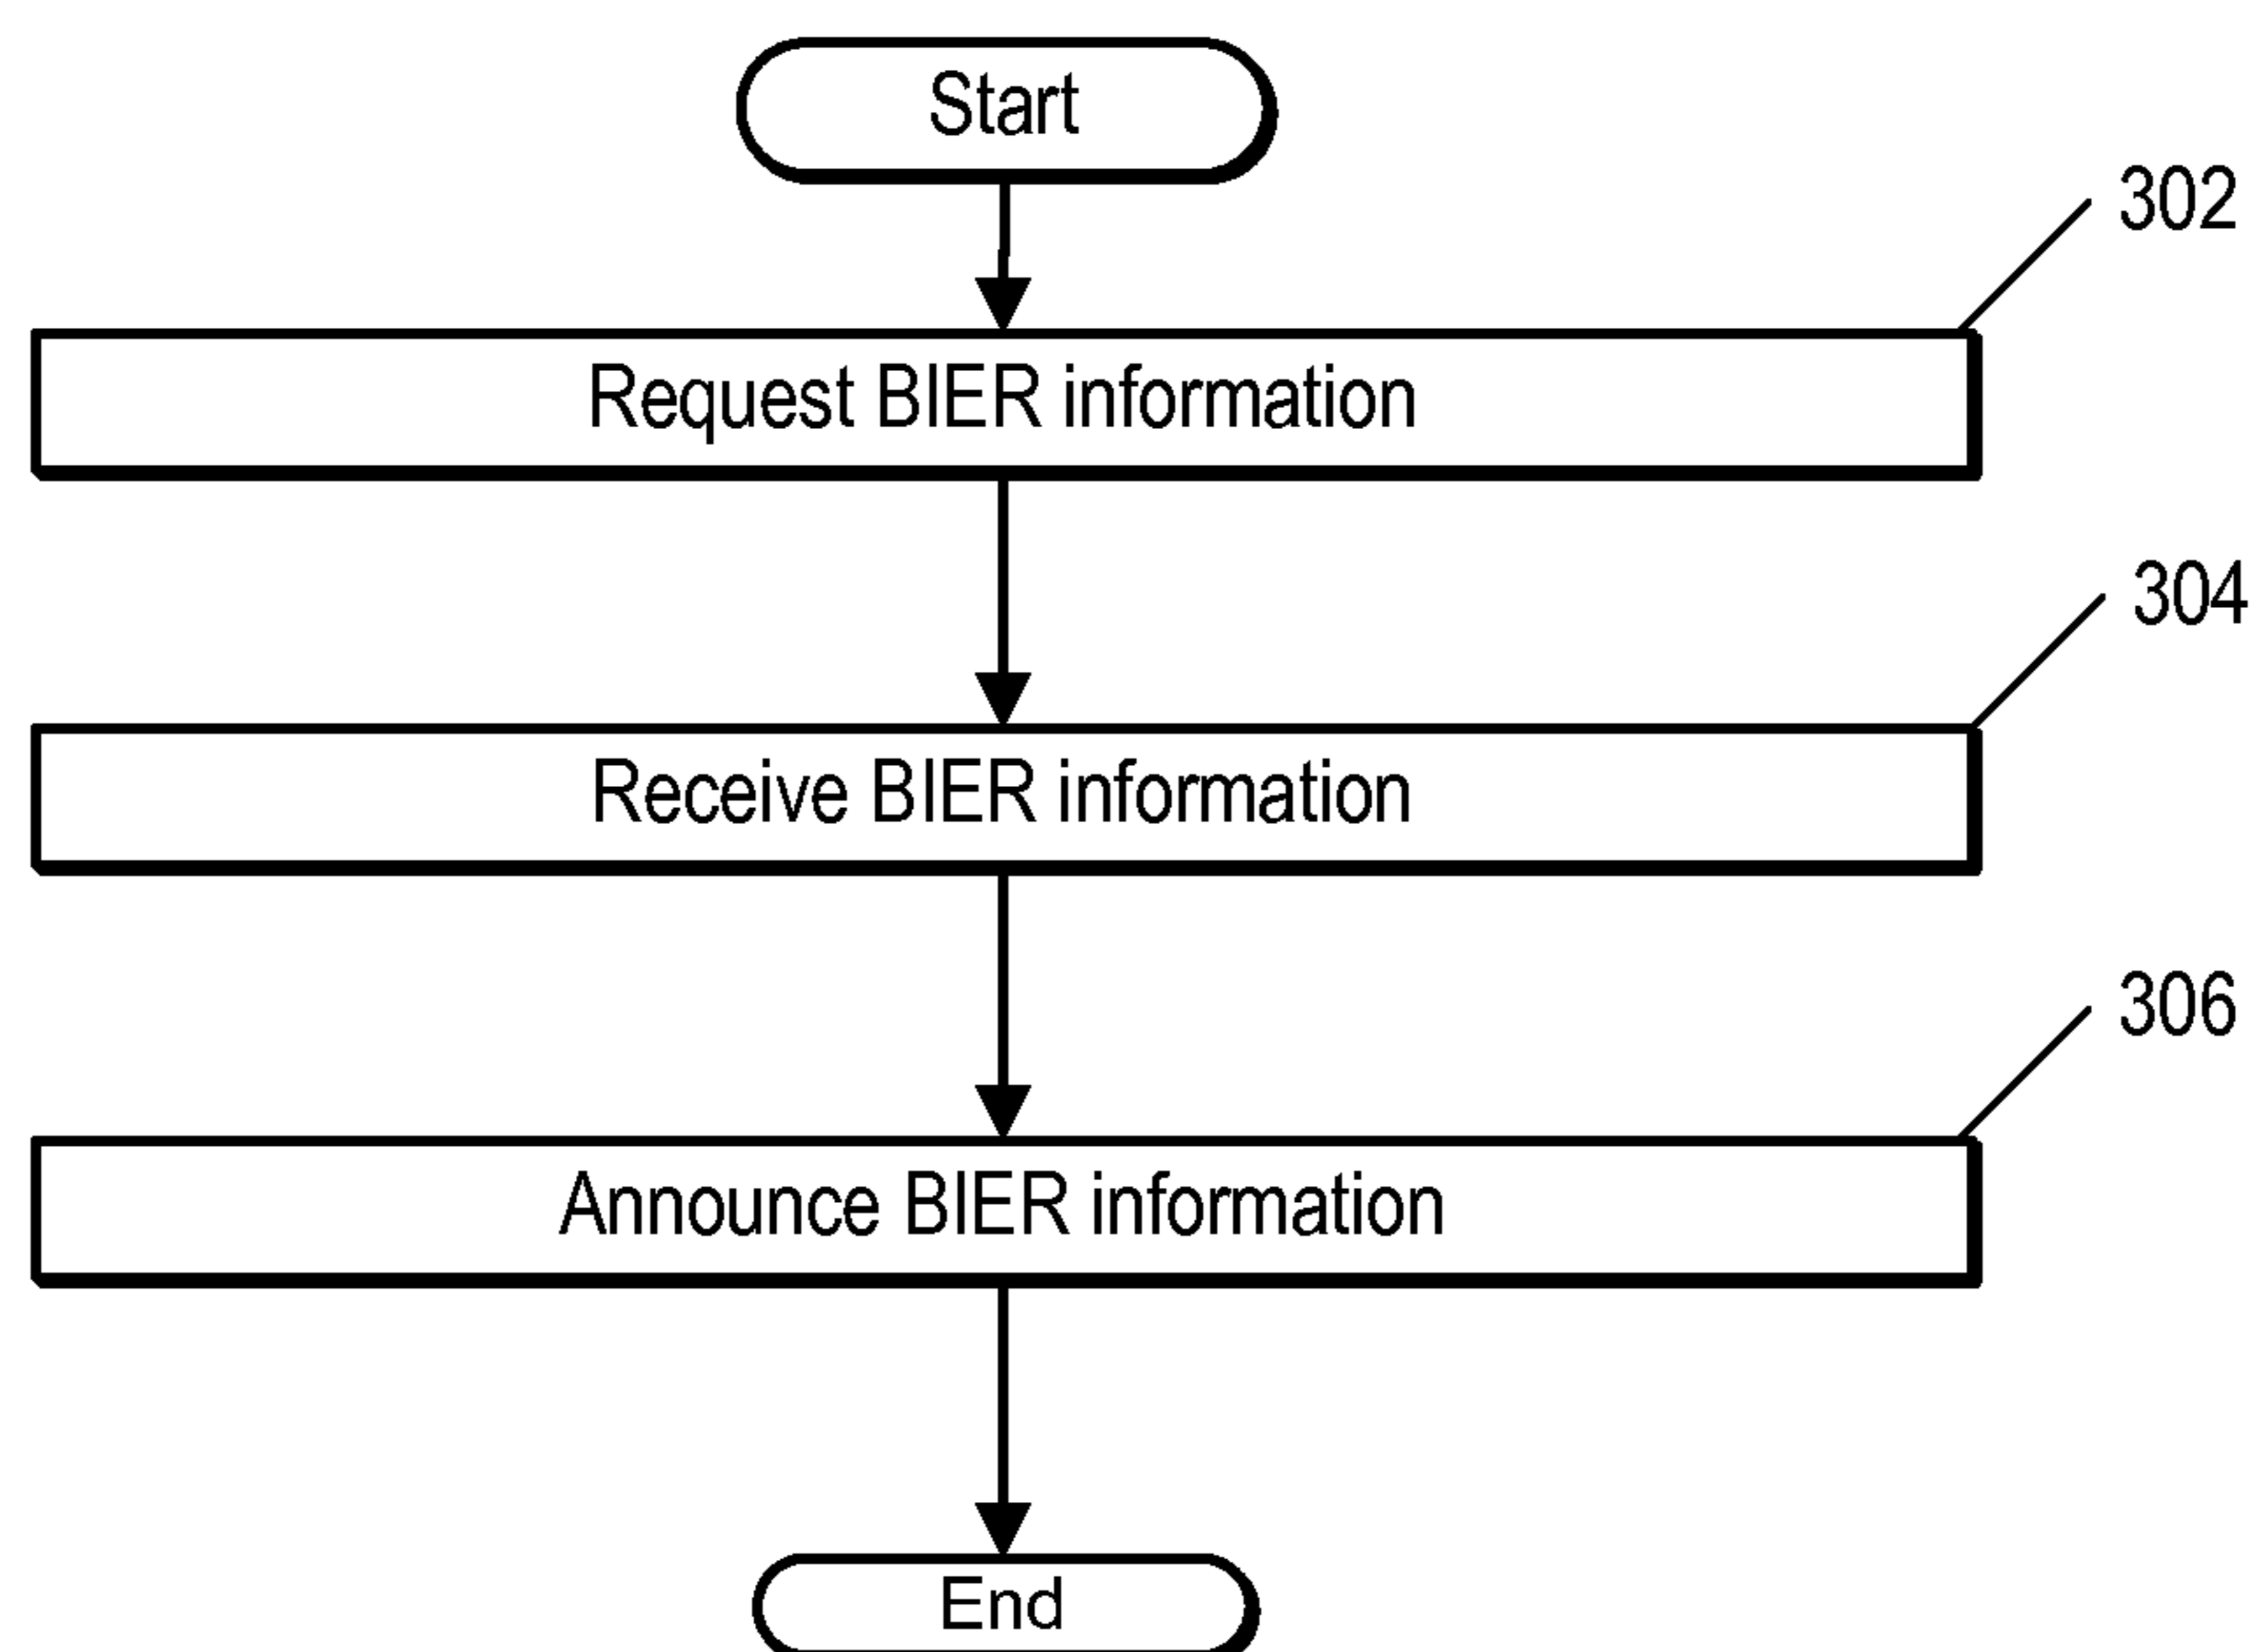 Start
302
Request BIER information
304
Receive BIER information
306
Announce BIER information
End